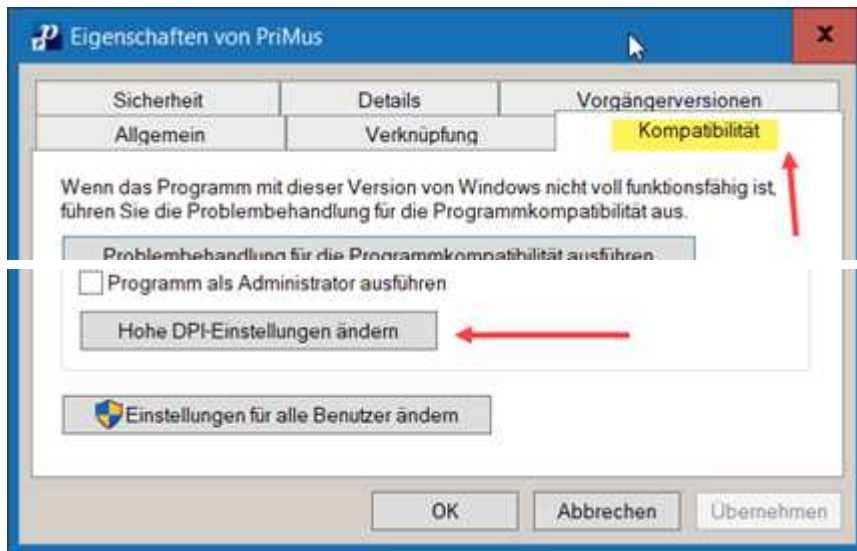 Eigenschaften von PriMus
Sicherheit Details Vorgängerversionen
Allgemein Verknüpfung Kompatibilität
Wenn das Programm mit dieser Version von Windows nicht voll funktionsfähig ist,
führen Sie die Problembehandlung für die Programmkompatibilität aus.
Problembehandlung für die Programmkompatibilität ausführen
Programm als Administrator ausführen
Hohe DPI-Einstellungen ändern
Einstellungen für alle Benutzer ändern
OK Abbrechen Übernehmen